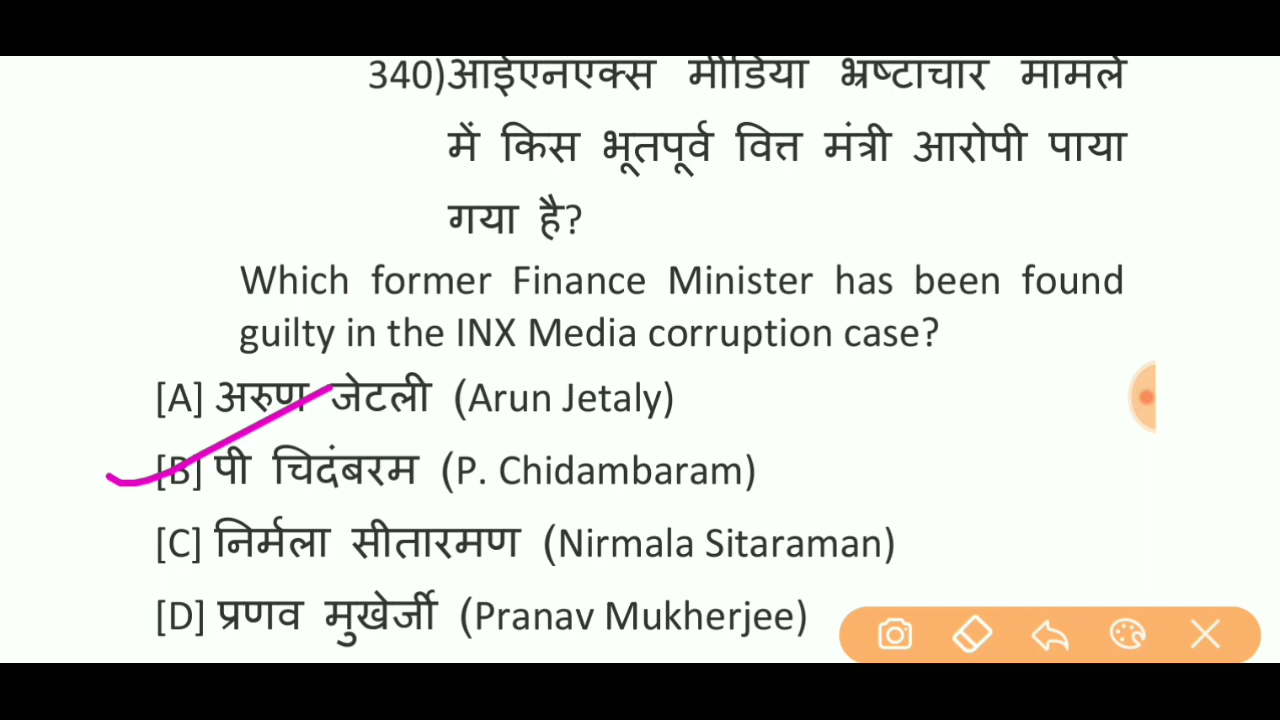 340)आईएनएक्स मीडिया भ्रष्टाचार मामले
में किस भूतपूर्व वित्त मंत्री आरोपी पाया
गया है?
Which former Finance Minister has been found
guilty in the INX Media corruption case?
[A] अरुण जेटली (Arun Jetaly)
[B] पी चिदंबरम (P. Chidambaram)
[C] निर्मला सीतारमण (Nirmala Sitaraman)
[D] प्रणव मुखेर्जी (Pranav Mukherjee)